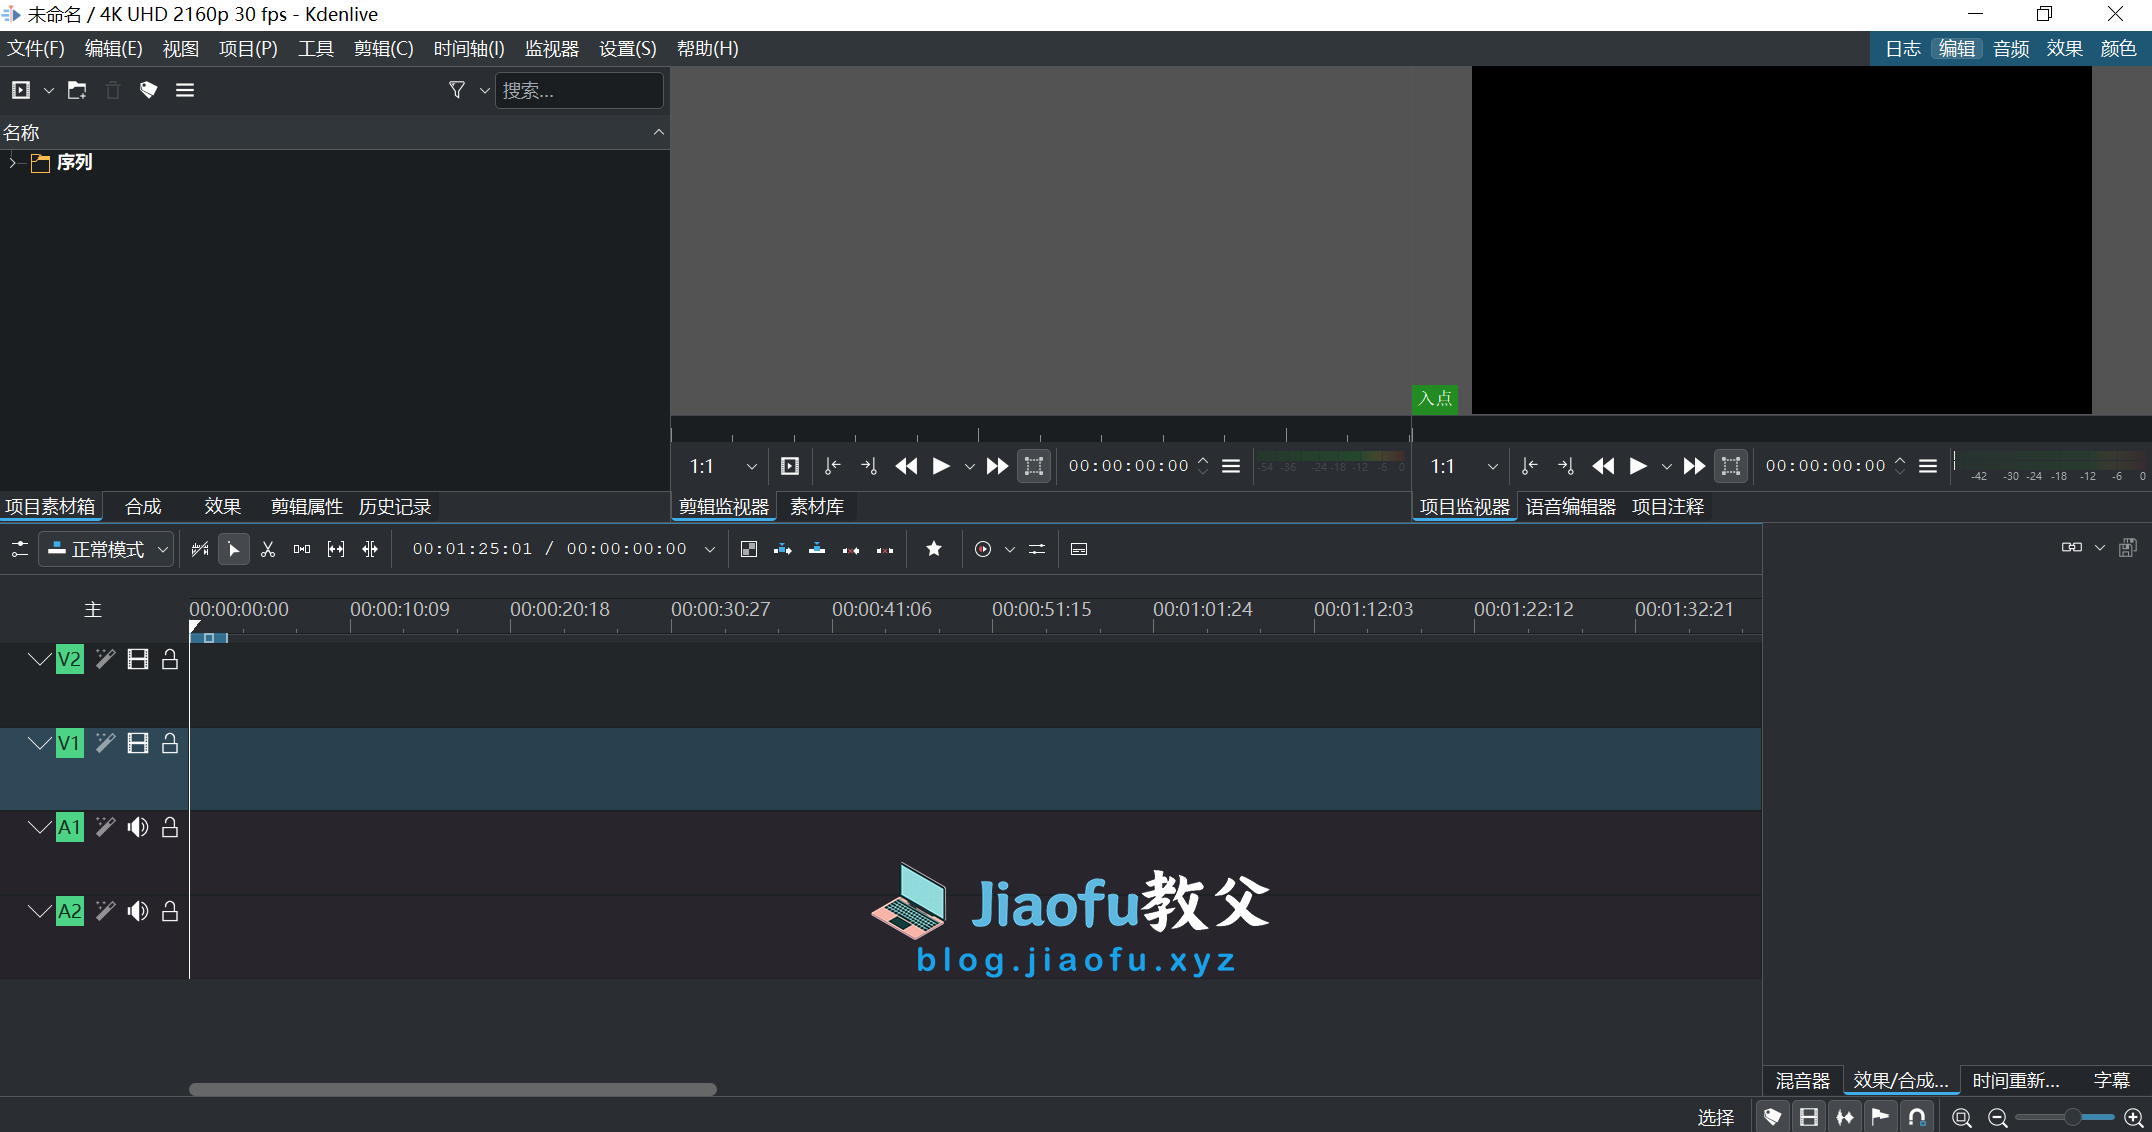 未命名 / 4K UHD 2160p 30 fps - Kdenlive
文件(F) 编辑(E) 视图 项目(P) 工具 剪辑(C) 时间轴(I) 监视器 设置(S) 帮助(H) 日志 编辑 音频 效果 颜色
搜索...
名称
序列
入点
1:1 00:00:00:00 -54 -36 -24 -18 -12 -6 0 1:1 00:00:00:00 -42 -30 -24 -18 -12 -6 0
项目素材箱 合成 效果 剪辑属性 历史记录 剪辑监视器 素材库 项目监视器 语音编辑器 项目注释
正常模式 00:01:25:01 / 00:00:00:00
主 00:00:00:00 00:00:10:09 00:00:20:18 00:00:30:27 00:00:41:06 00:00:51:15 00:01:01:24 00:01:12:03 00:01:22:12 00:01:32:21
V2
V1
A1
A2
Jiaofu教父
blog.jiaofu.xyz
混音器 效果/合成... 时间重新... 字幕
选择